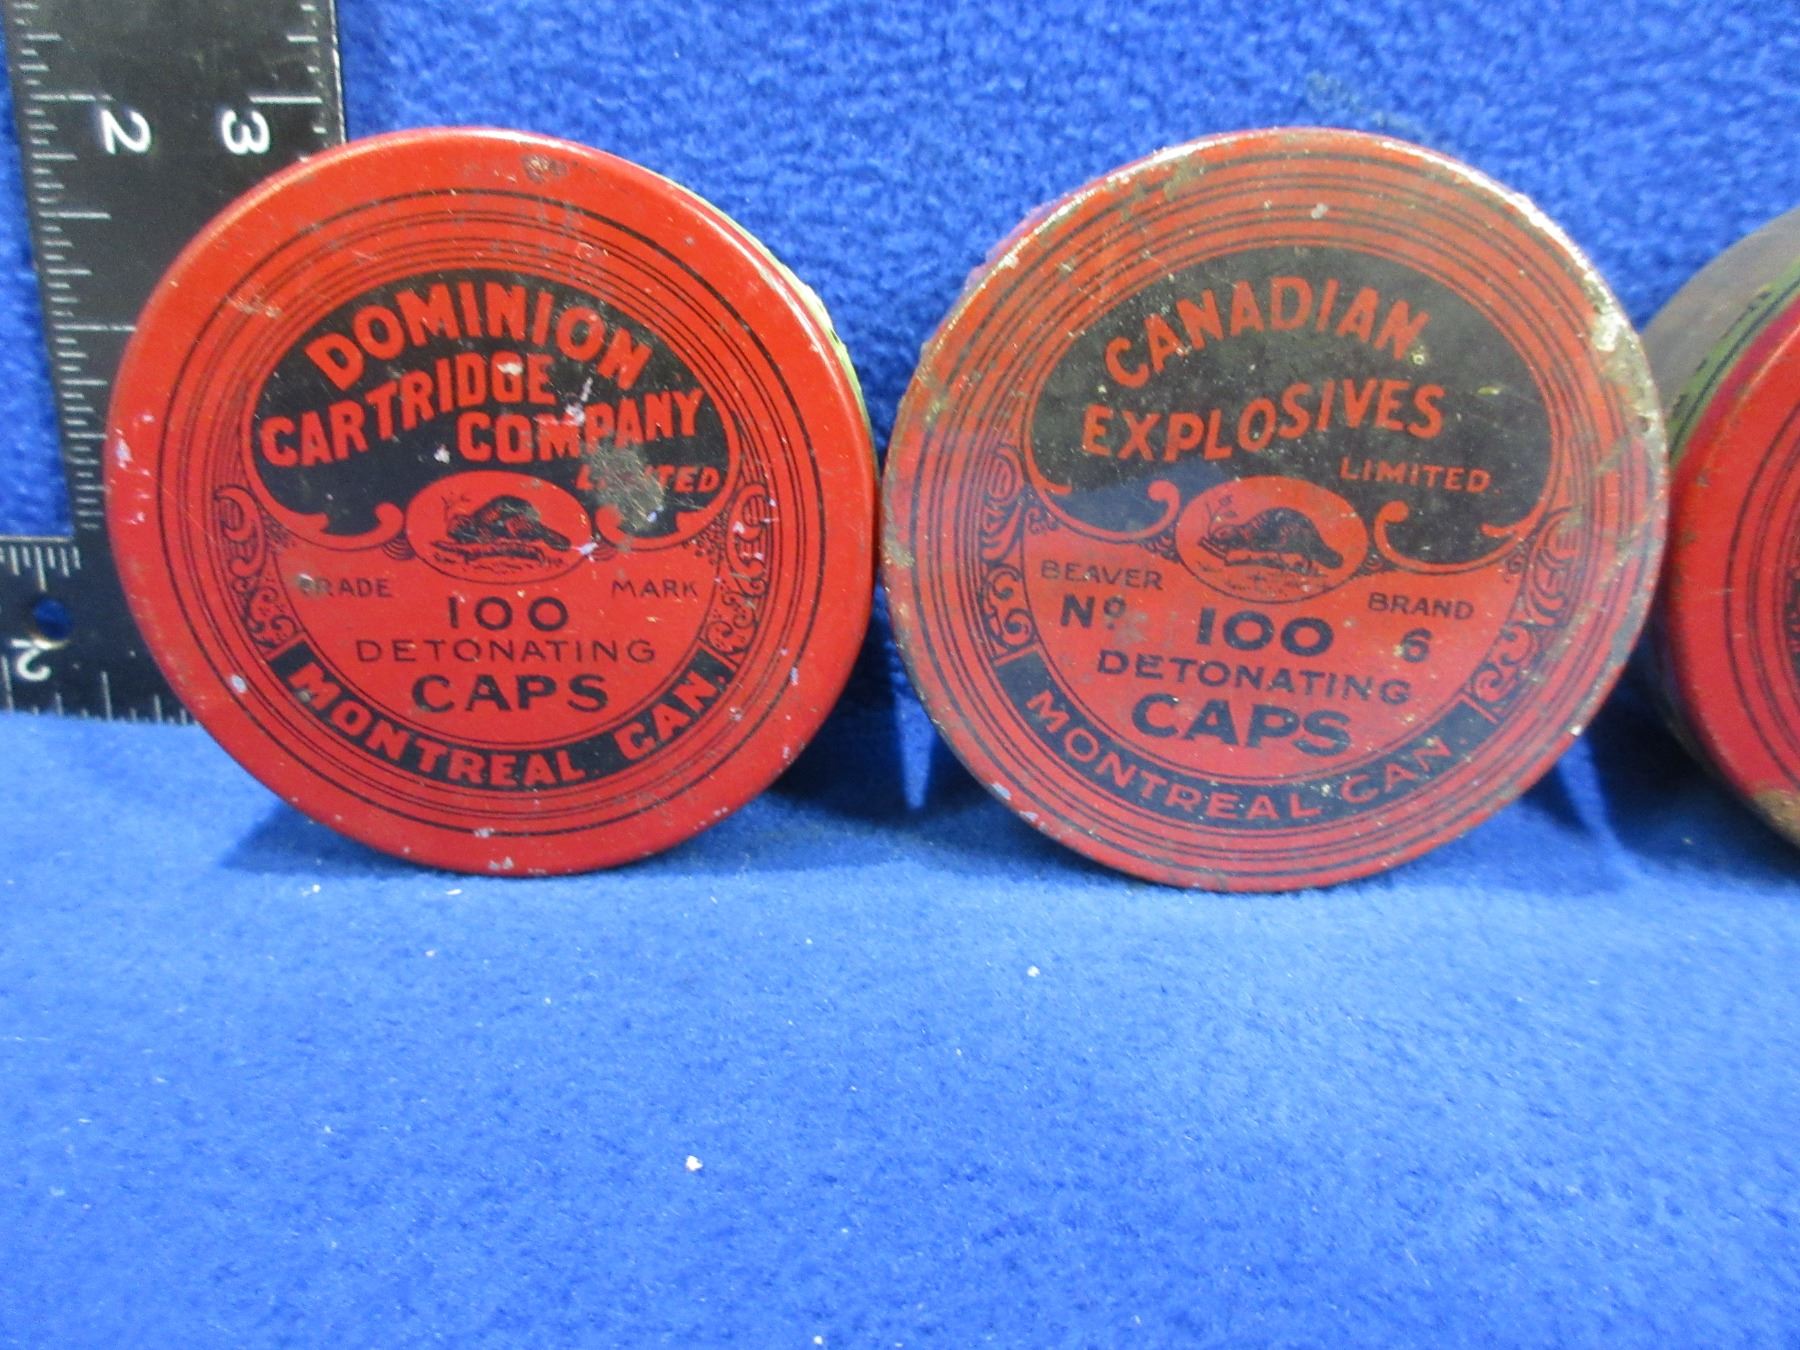 2 3
2
DOMINION
CARTRIDGE
COMPANY
LIMITED
TRADE MARK
100
DETONATING
CAPS
MONTREAL CAN.
CANADIAN
EXPLOSIVES
LIMITED
BEAVER BRAND
No 100 6
DETONATING
CAPS
MONTREAL CAN.